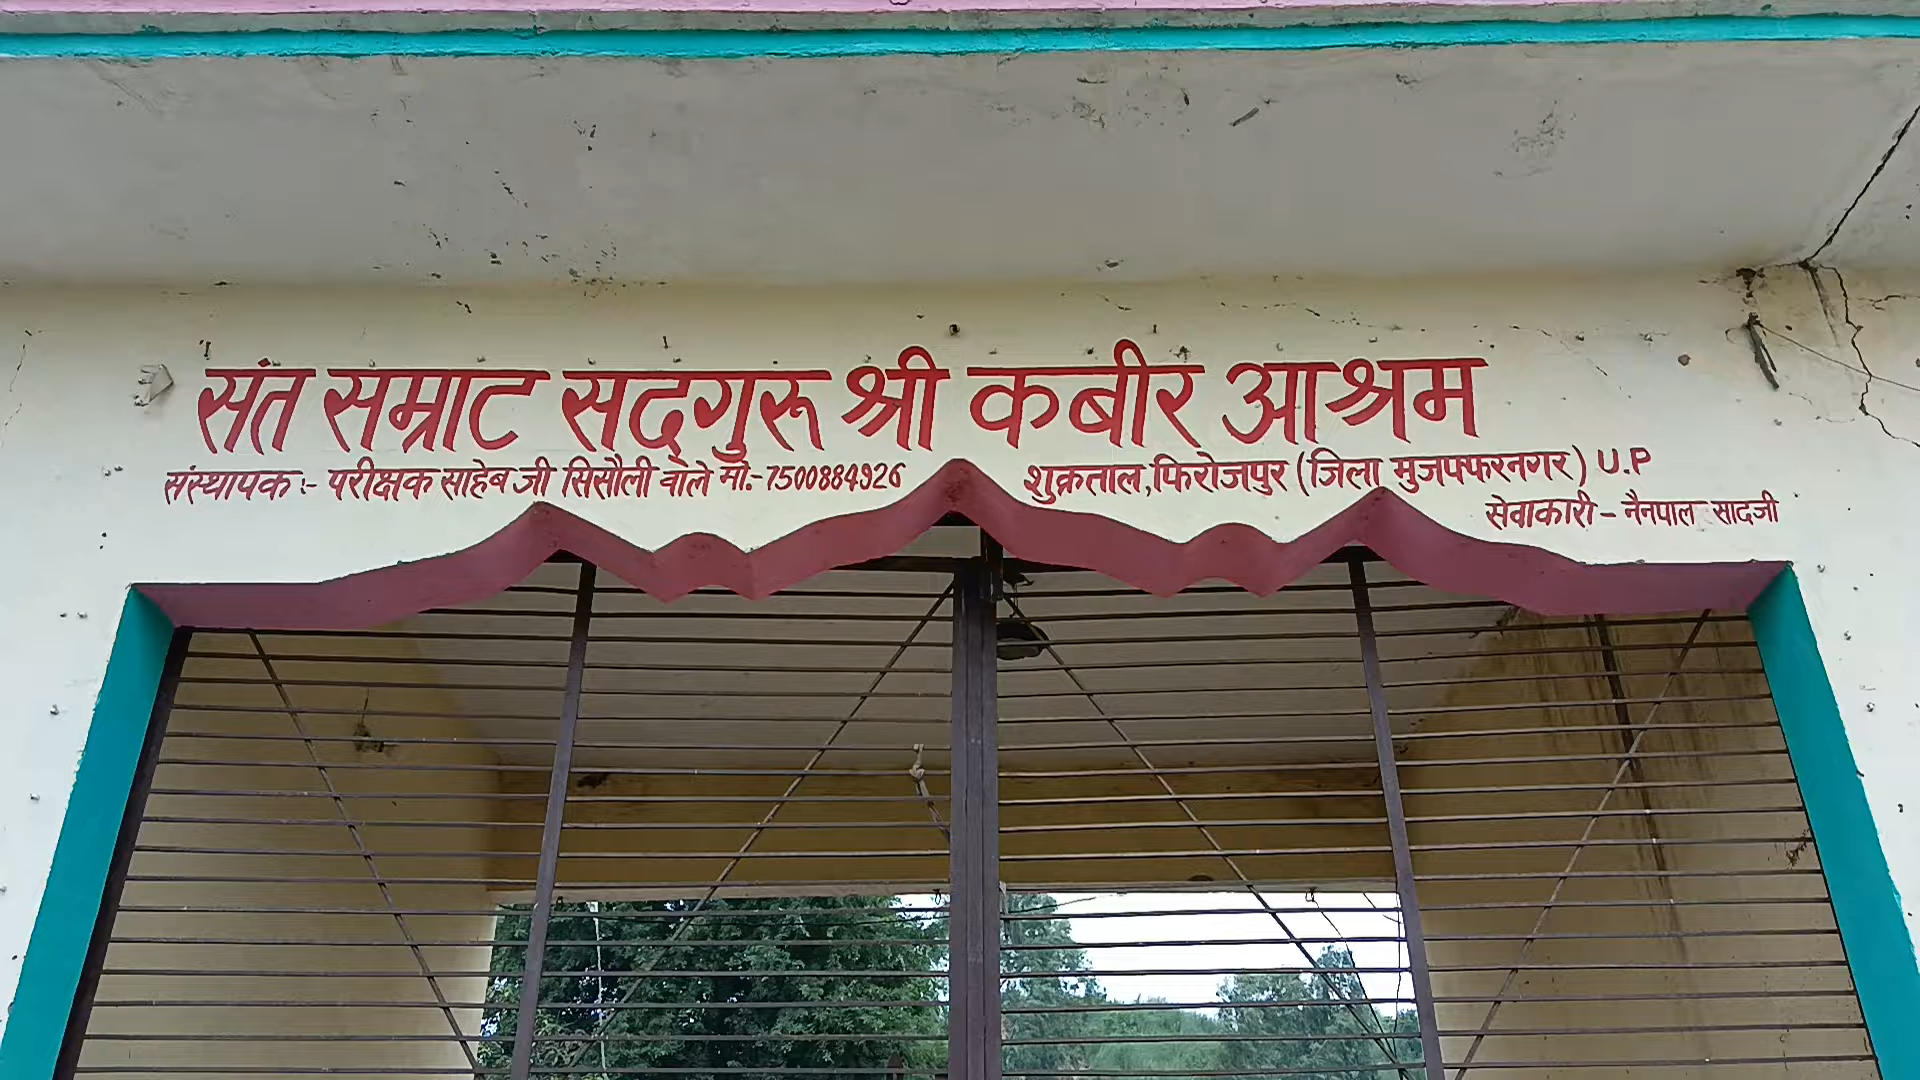 संत सम्राट सद्गुरू श्री कबीर आश्रम
संस्थापक :- परीक्षक साहेब जी सिसौली वाले मो.- 7500884926
शुक्रताल, फिरोजपुर (जिला मुजफ्फरनगर) U.P
सेवाकारी - नैनपाल सादजी